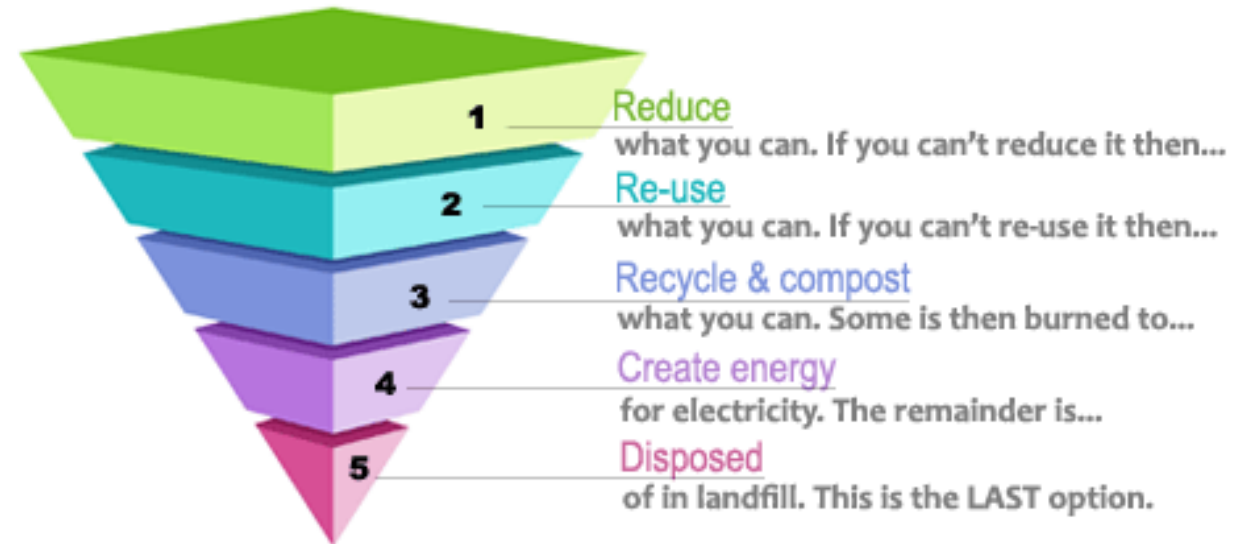 1
Reduce
what you can. If you can't reduce it then...
2
Re-use
what you can. If you can't re-use it then...
3
Recycle & compost
what you can. Some is then burned to...
4
Create energy
for electricity. The remainder is...
5
Disposed
of in landfill. This is the LAST option.